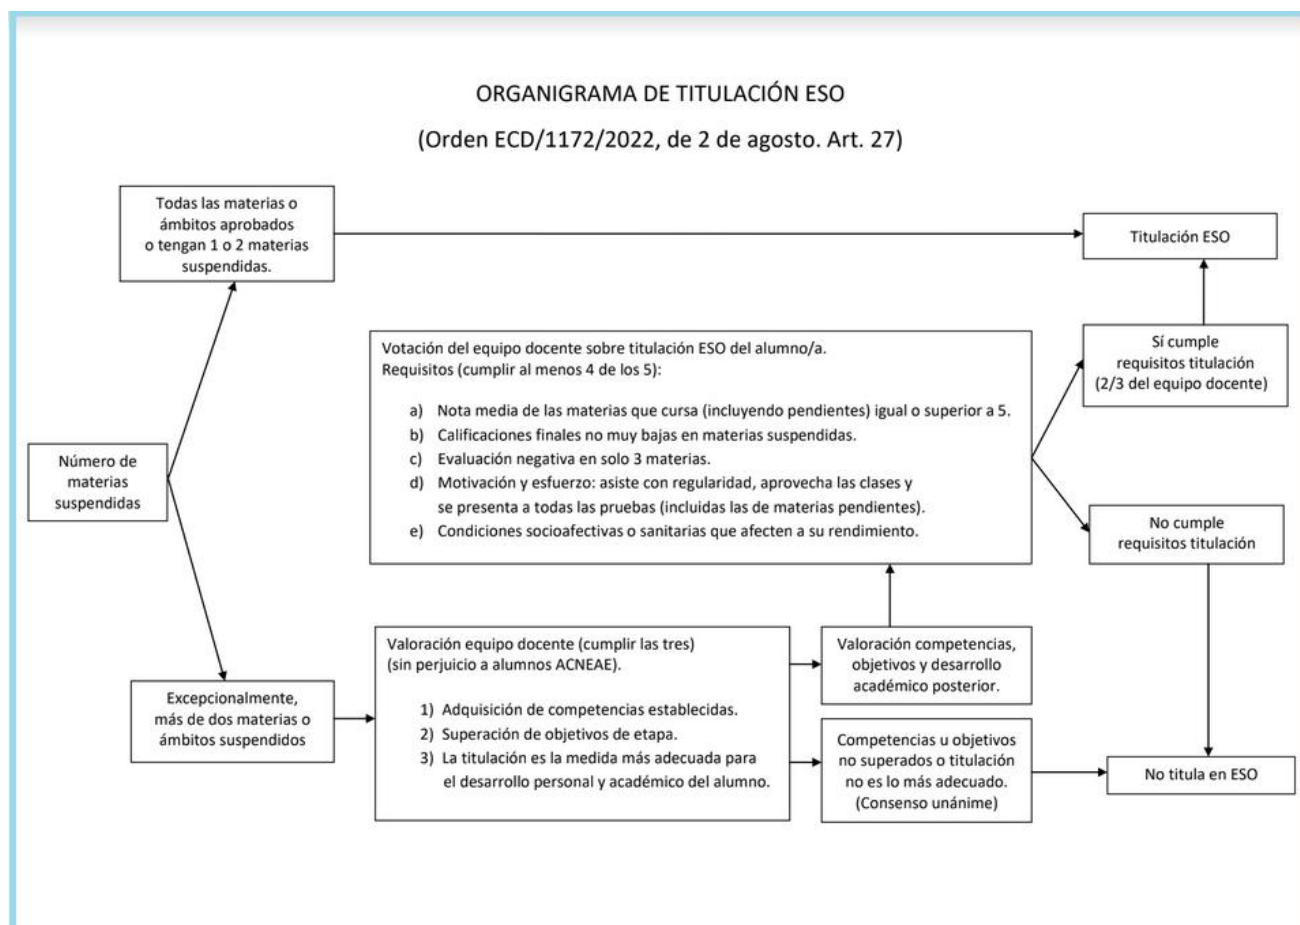 ORGANIGRAMA DE TITULACIÓN ESO
(Orden ECD/1172/2022, de 2 de agosto. Art. 27)
Todas las materias o
ámbitos aprobados
o tengan 1 o 2 materias
suspendidas.
Titulación ESO
Votación del equipo docente sobre titulación ESO del alumno/a.
Requisitos (cumplir al menos 4 de los 5):
a) Nota media de las materias que cursa (incluyendo pendientes) igual o superior a 5.
b) Calificaciones finales no muy bajas en materias suspendidas.
c) Evaluación negativa en solo 3 materias.
d) Motivación y esfuerzo: asiste con regularidad, aprovecha las clases y
se presenta a todas las pruebas (incluidas las de materias pendientes).
e) Condiciones socioafectivas o sanitarias que afecten a su rendimiento.
Sí cumple
requisitos titulación
(2/3 del equipo docente)
Número de
materias
suspendidas
No cumple
requisitos titulación
Valoración equipo docente (cumplir las tres)
(sin perjuicio a alumnos ACNEAE).
1) Adquisición de competencias establecidas.
2) Superación de objetivos de etapa.
3) La titulación es la medida más adecuada para
el desarrollo personal y académico del alumno.
Valoración competencias,
objetivos y desarrollo
académico posterior.
Excepcionalmente,
más de dos materias o
ámbitos suspendidos
Competencias u objetivos
no superados o titulación
no es lo más adecuado.
(Consenso unánime)
No titula en ESO